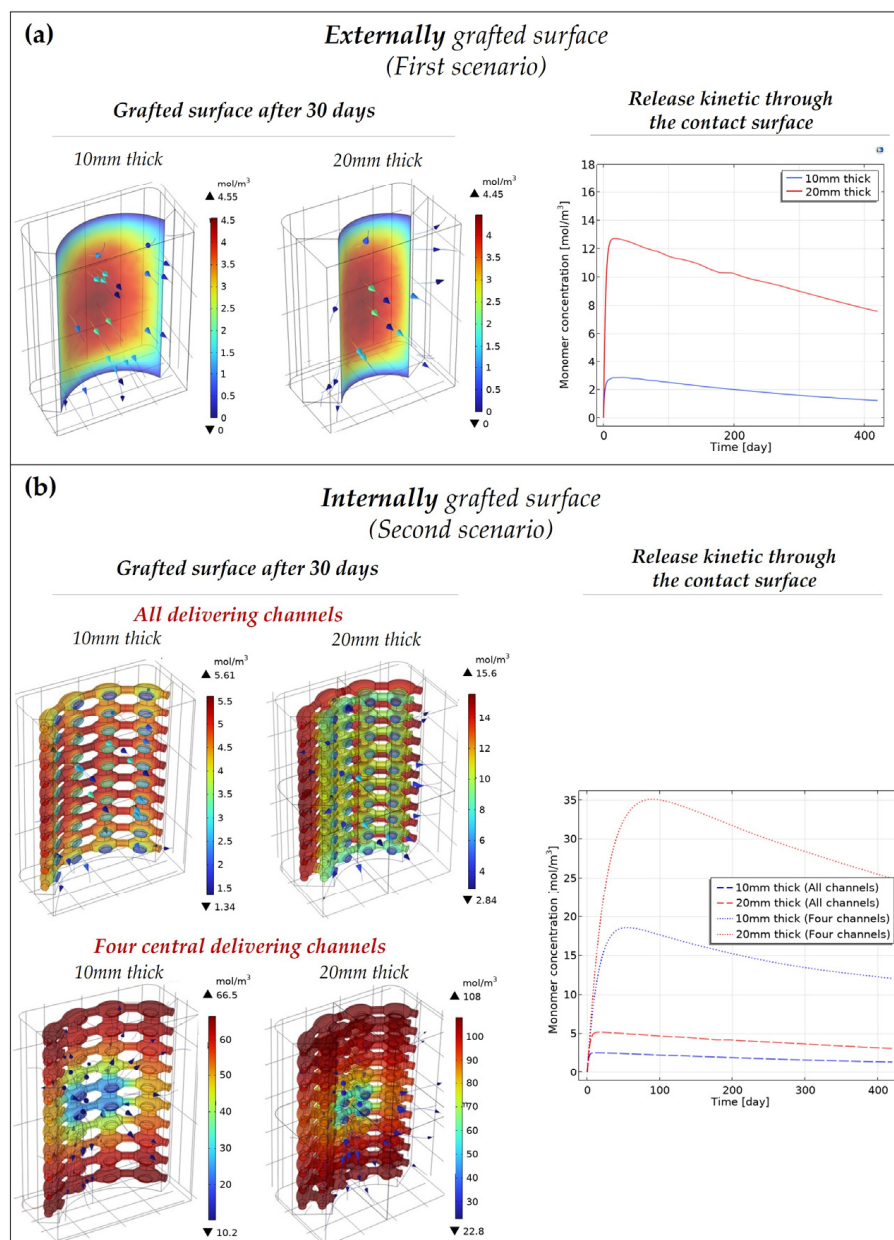 (a)
Externally grafted surface
(First scenario)
Grafted surface after 30 days
Release kinetic through
the contact surface
10mm thick
20mm thick
mol/m³
▲ 4.55
4.5
4
3.5
3
2.5
2
1.5
1
0.5
0
▼ 0
mol/m³
▲ 4.45
4
3.5
3
2.5
2
1.5
1
0.5
0
▼ 0
Monomer concentration [mol/m³]
18
16
14
12
10
8
6
4
2
0
10mm thick
20mm thick
0
200
400
Time [day]
(b)
Internally grafted surface
(Second scenario)
Grafted surface after 30 days
Release kinetic through
the contact surface
All delivering channels
10mm thick
20mm thick
mol/m³
▲ 5.61
5.5
5
4.5
4
3.5
3
2.5
2
1.5
▼ 1.34
mol/m³
▲ 15.6
14
12
10
8
6
4
▼ 2.84
Four central delivering channels
10mm thick
20mm thick
mol/m³
▲ 66.5
60
50
40
30
20
▼ 10.2
mol/m³
▲ 108
100
90
80
70
60
50
40
30
▼ 22.8
Monomer concentration [mol/m³]
35
30
25
20
15
10
5
0
10mm thick (All channels)
20mm thick (All channels)
10mm thick (Four channels)
20mm thick (Four channels)
0
100
200
300
400
Time [day]